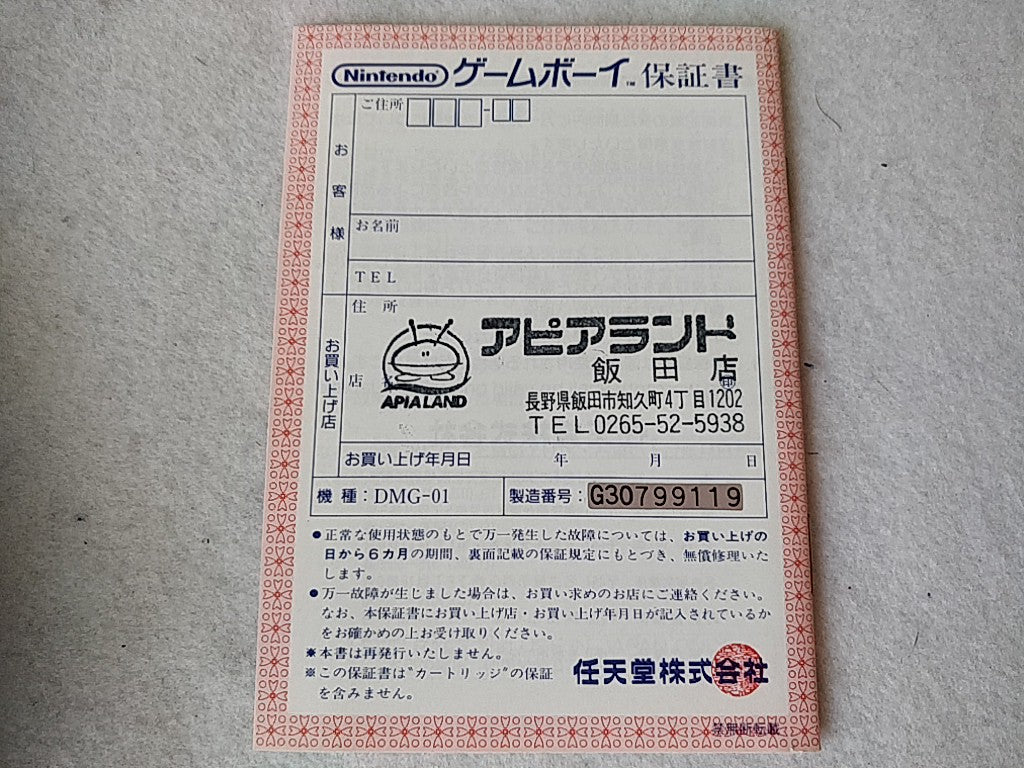 Nintendo ゲームボーイ™保証書
ご住所
お客様
お名前
TEL
住所
アピアランド
飯田店
印
店
APIALAND
長野県飯田市知久町4丁目1202
TEL0265-52-5938
お買い上げ店
お買い上げ年月日 年 月 日
機種：DMG-01 製造番号：G30799119
●正常な使用状態のもとで万一発生した故障については、お買い上げの
日から6カ月の期間、裏面記載の保証規定にもとづき、無償修理いた
します。
●万一故障が生じました場合は、お買い求めのお店にご連絡ください。
なお、本保証書にお買い上げ店・お買い上げ年月日が記入されているか
をお確かめの上お受け取りください。
※本書は再発行いたしません。
※この保証書は"カートリッジ"の保証
を含みません。
任天堂株式会社
禁無断転載